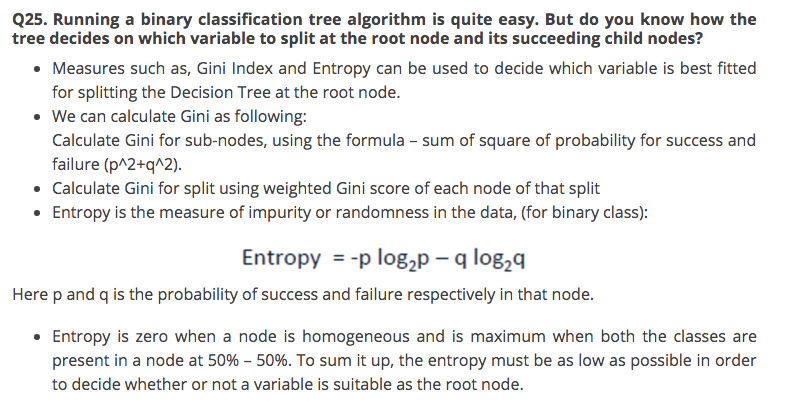 Q25. Running a binary classification tree algorithm is quite easy. But do you know how the
tree decides on which variable to split at the root node and its succeeding child nodes?
• Measures such as, Gini Index and Entropy can be used to decide which variable is best fitted
for splitting the Decision Tree at the root node.
• We can calculate Gini as following:
Calculate Gini for sub-nodes, using the formula – sum of square of probability for success and
failure (p^2+q^2).
• Calculate Gini for split using weighted Gini score of each node of that split
• Entropy is the measure of impurity or randomness in the data, (for binary class):
Entropy = -p log₂p – q log₂q
Here p and q is the probability of success and failure respectively in that node.
• Entropy is zero when a node is homogeneous and is maximum when both the classes are
present in a node at 50% – 50%. To sum it up, the entropy must be as low as possible in order
to decide whether or not a variable is suitable as the root node.